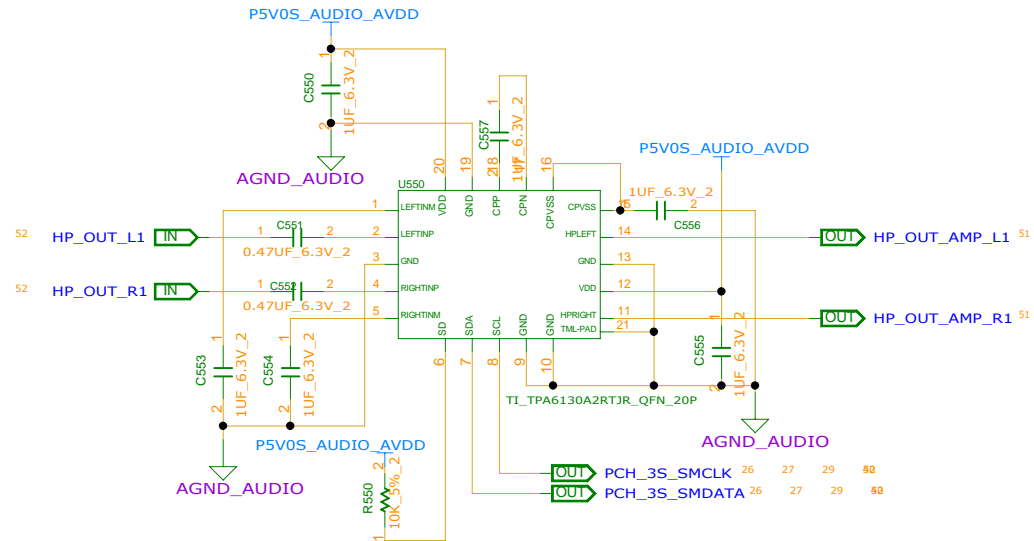 P5V0S_AUDIO_AVDD
1
C550
1UF_6.3V_2
2
AGND_AUDIO
1
C557
1UF_6.3V_2
2
20
19
18
17
16
U550
VDD
GND
CPP
CPN
CPVSS
P5V0S_AUDIO_AVDD
1 LEFTINM
CPVSS 15
1UF_6.3V_2
2
C556
52 HP_OUT_L1 IN
1 C551 2
0.47UF_6.3V_2
2 LEFTINP
HPLEFT 14
OUT HP_OUT_AMP_L1 51
3 GND
GND 13
52 HP_OUT_R1 IN
1 C552 2
0.47UF_6.3V_2
4 RIGHTINP
VDD 12
5 RIGHTINM
HPRIGHT 11
OUT HP_OUT_AMP_R1 51
TML-PAD 21
SD
SDA
SCL
GND
GND
6
7
8
9
10
1
C553
1UF_6.3V_2
2
1
C554
1UF_6.3V_2
2
1
C555
1UF_6.3V_2
2
TI_TPA6130A2RTJR_QFN_20P
AGND_AUDIO
P5V0S_AUDIO_AVDD
AGND_AUDIO
2
R550
10K_5%_2
1
OUT PCH_3S_SMCLK 26 27 29
OUT PCH_3S_SMDATA 26 27 29